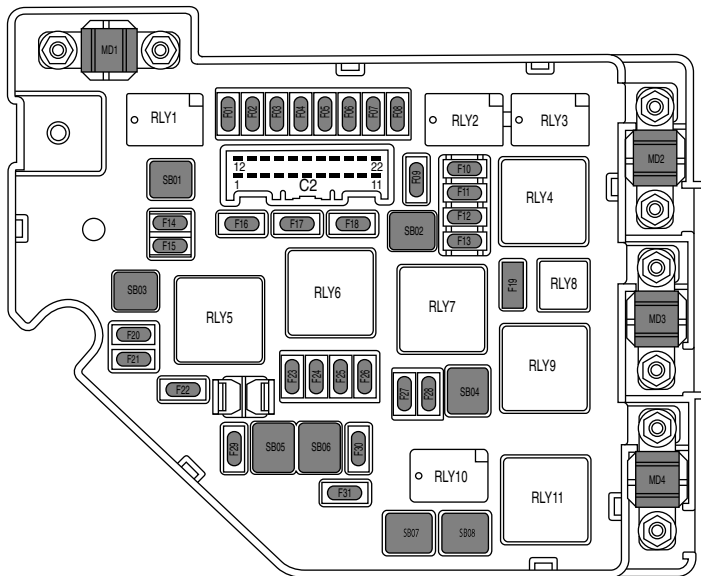 MD1
RLY1
F01
F02
F03
F04
F05
F06
F07
F08
RLY2
RLY3
MD2
12
22
1
C2
11
SB01
F09
F10
F11
F12
F13
RLY4
F14
F15
F16
F17
F18
SB02
SB03
RLY5
RLY6
RLY7
F19
RLY8
MD3
F20
F21
F22
F23
F24
F25
F26
F27
F28
SB04
RLY9
F29
SB05
SB06
F30
F31
RLY10
RLY11
MD4
SB07
SB08